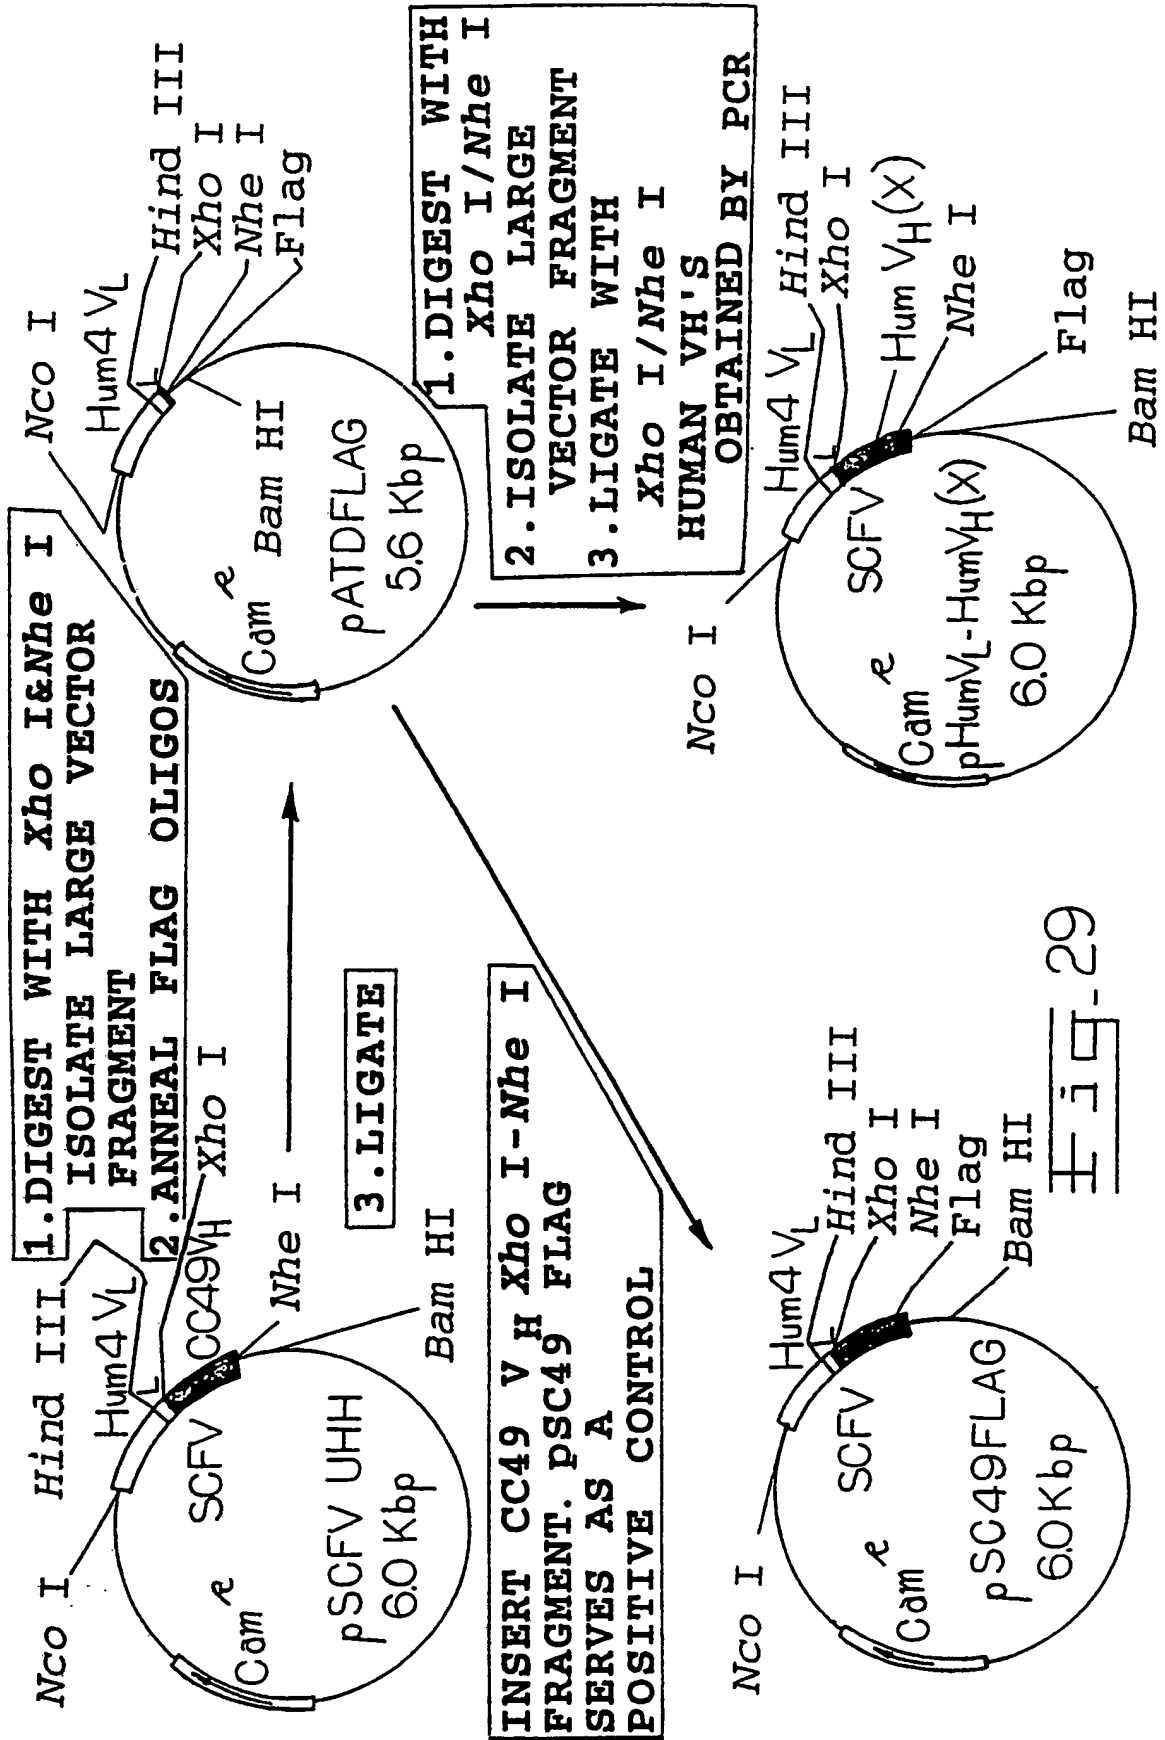 Nco I
Hind III
Hum4 VL
L
CC49VH
Xho I
Nhe I
Bam HI
SCFV
Cam R
pSCFV UHH
6.0 Kbp
1.DIGEST WITH Xho I&Nhe I
ISOLATE LARGE VECTOR
FRAGMENT
2.ANNEAL FLAG OLIGOS
3.LIGATE
Nco I
Hum4 VL
L
Hind III
Xho I
Nhe I
Flag
Bam HI
Cam R
pATDFLAG
5.6 Kbp
INSERT CC49 VH Xho I-Nhe I
FRAGMENT. pSC49 FLAG
SERVES AS A
POSITIVE CONTROL
1.DIGEST WITH
Xho I/Nhe I
2.ISOLATE LARGE
VECTOR FRAGMENT
3.LIGATE WITH
Xho I/Nhe I
HUMAN VH'S
OBTAINED BY PCR
Nco I
Hum4 VL
L
Hind III
Xho I
Nhe I
Flag
Bam HI
SCFV
Cam R
pSC49FLAG
6.0 Kbp
Nco I
Hum4 VL
L
Hind III
Xho I
Hum VH(X)
Nhe I
Flag
Bam HI
SCFV
Cam R
pHumVL-HumVH(X)
6.0 Kbp
Fig-29